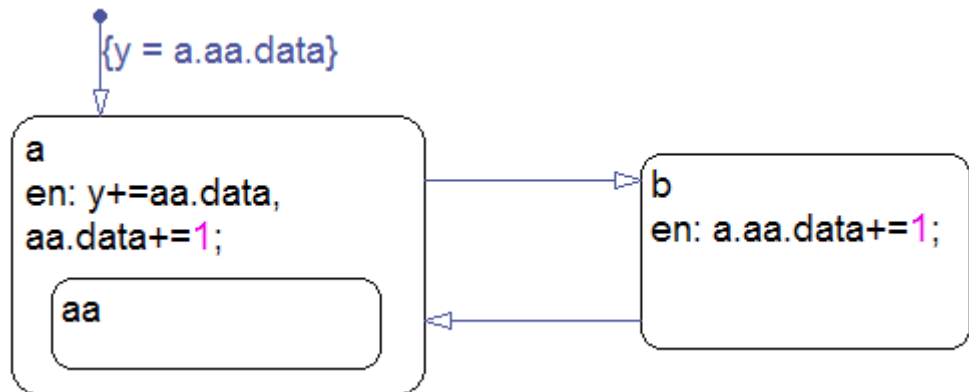 {y = a.aa.data}
a
en: y+=aa.data,
aa.data+=1;
aa
b
en: a.aa.data+=1;